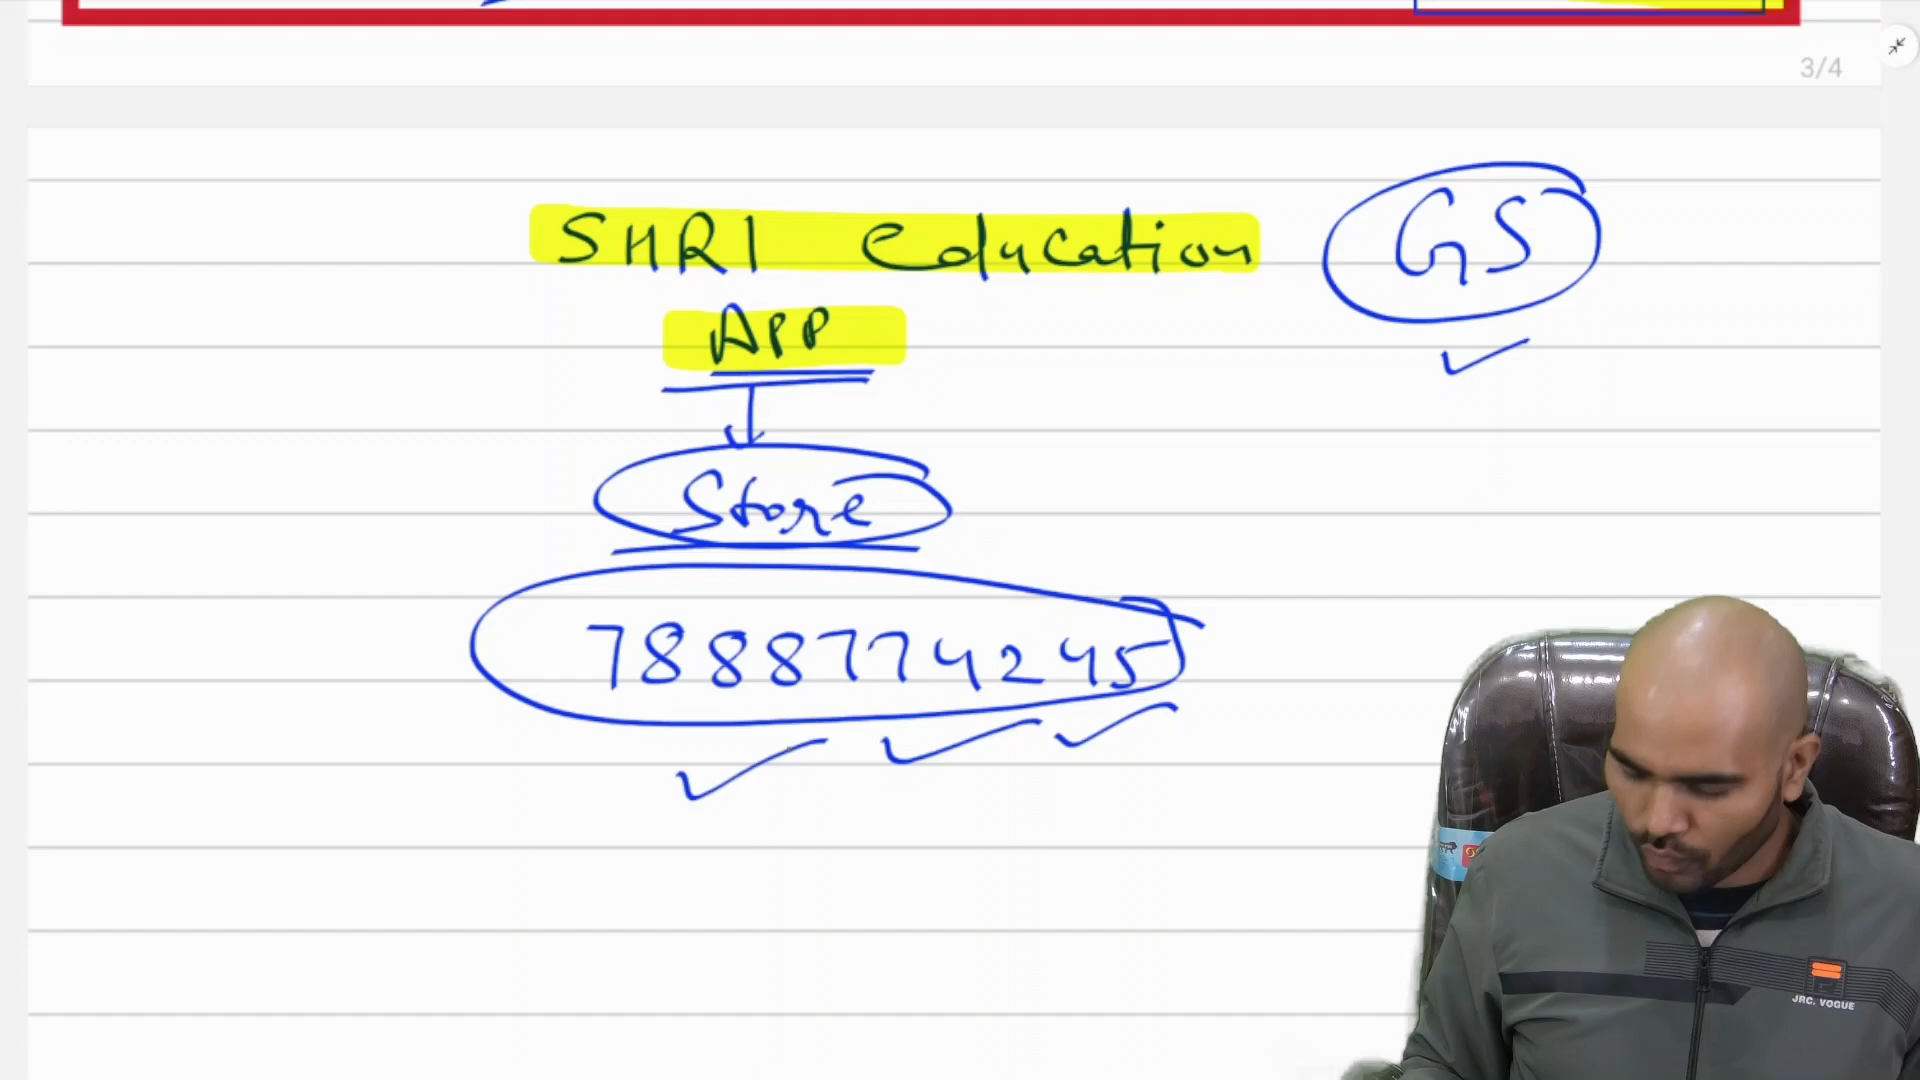 3/4
SHRI Education GS
APP
Store
7888774245
JRC. VOGUE